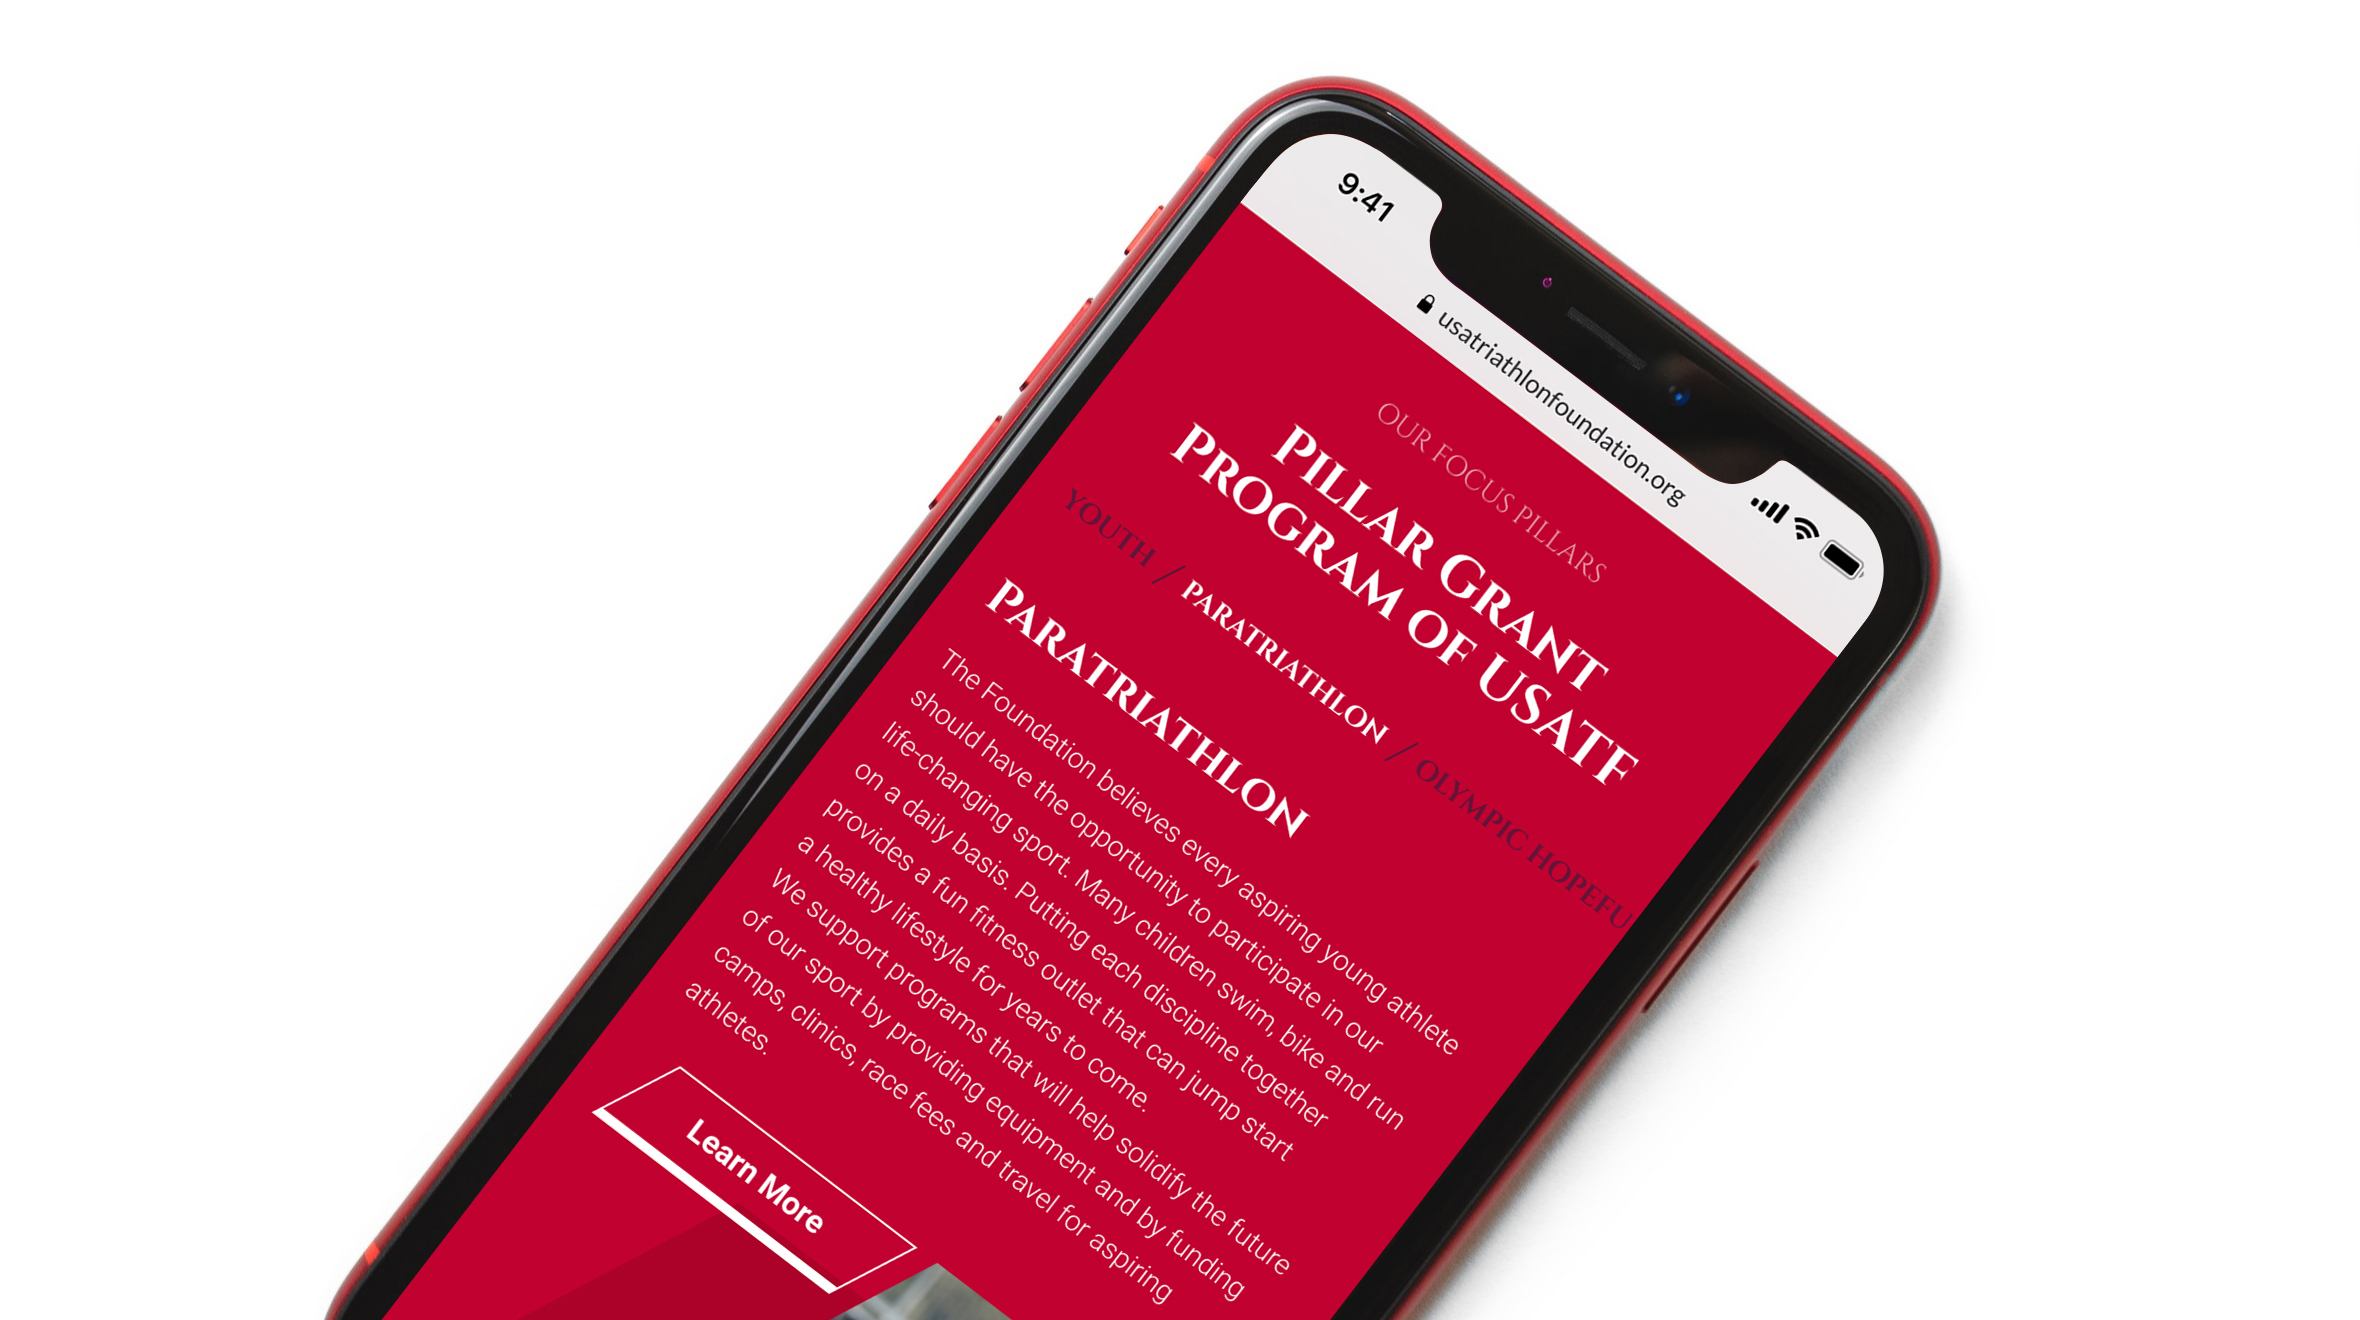 9:41
usatriathlonfoundation.org
OUR FOCUS PILLARS
PILLAR GRANT
PROGRAM OF USATF
YOUTH / PARATRIATHLON / OLYMPIC HOPEFU
PARATRIATHLON
The Foundation believes every aspiring young athlete
should have the opportunity to participate in our
life-changing sport. Many children swim, bike and run
on a daily basis. Putting each discipline together
provides a fun fitness outlet that can jump start
a healthy lifestyle for years to come.
We support programs that will help solidify the future
of our sport by providing equipment and by funding
camps, clinics, race fees and travel for aspiring
athletes.
Learn More